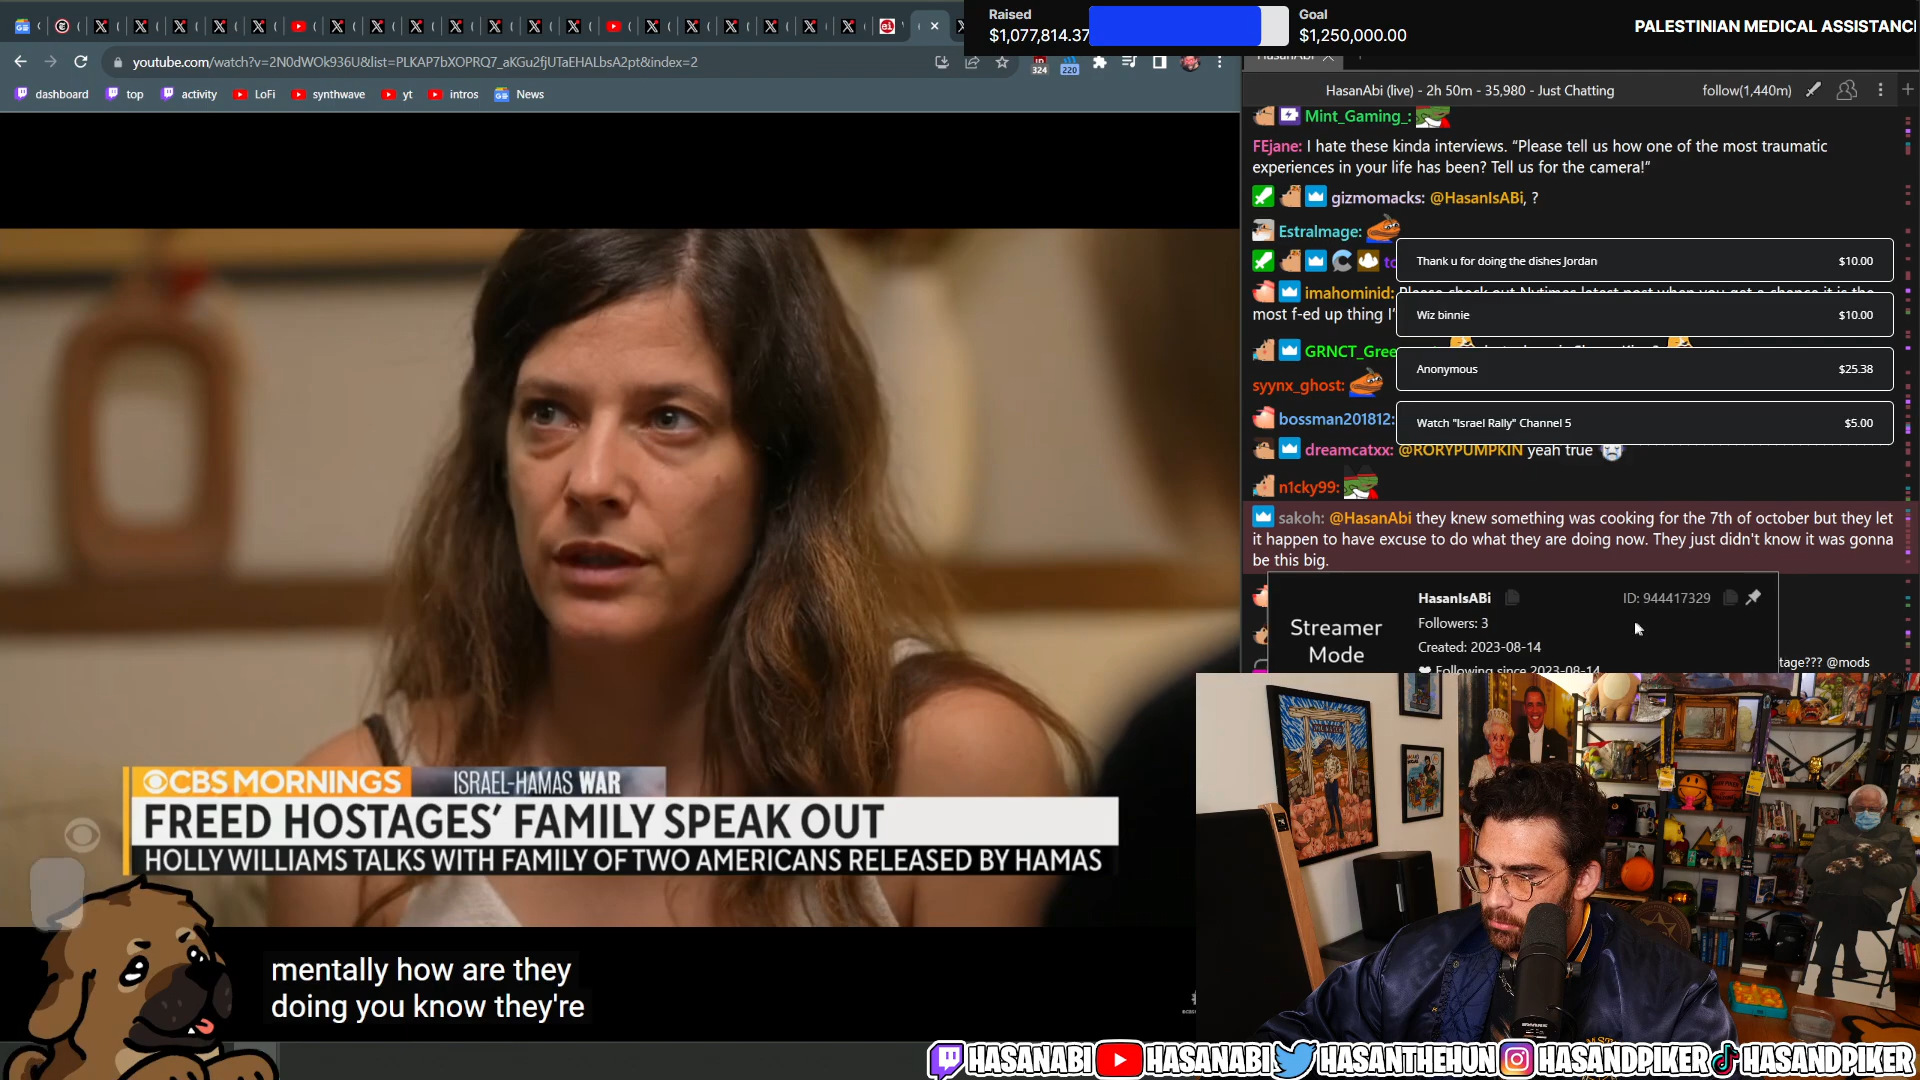 Raised
$1,077,814.37
Goal
$1,250,000.00
PALESTINIAN MEDICAL ASSISTANC
youtube.com/watch?v=2N0dWOk936U&list=PLKAP7bXOPRQ7_aKGu2fjUTaEHALbsA2pt&index=2
324
220
dashboard
top
activity
LoFi
synthwave
yt
intros
News
HasanAbi (live) - 2h 50m - 35,980 - Just Chatting
follow(1,440m)
Mint_Gaming_:
FEjane: I hate these kinda interviews. “Please tell us how one of the most traumatic
experiences in your life has been? Tell us for the camera!”
gizmomacks: @HasanIsABi, ?
EstraImage:
Thank u for doing the dishes Jordan $10.00
imahominid:
most f-ed up thing I'
Wiz binnie $10.00
GRNCT_Gree
Anonymous $25.38
syynx_ghost:
bossman201812:
Watch "Israel Rally" Channel 5 $5.00
dreamcatxx: @RORYPUMPKIN yeah true
n1cky99:
sakoh: @HasanAbi they knew something was cooking for the 7th of october but they let
it happen to have excuse to do what they are doing now. They just didn't know it was gonna
be this big.
HasanIsABi
ID: 944417329
Streamer
Mode
Followers: 3
Created: 2023-08-14
Following since 2023-08-14
tage??? @mods
CBS MORNINGS
ISRAEL-HAMAS WAR
FREED HOSTAGES' FAMILY SPEAK OUT
HOLLY WILLIAMS TALKS WITH FAMILY OF TWO AMERICANS RELEASED BY HAMAS
mentally how are they
doing you know they're
HASANABI
HASANABI
HASANTHEHUN
HASANDPIKER
HASANDPIKER